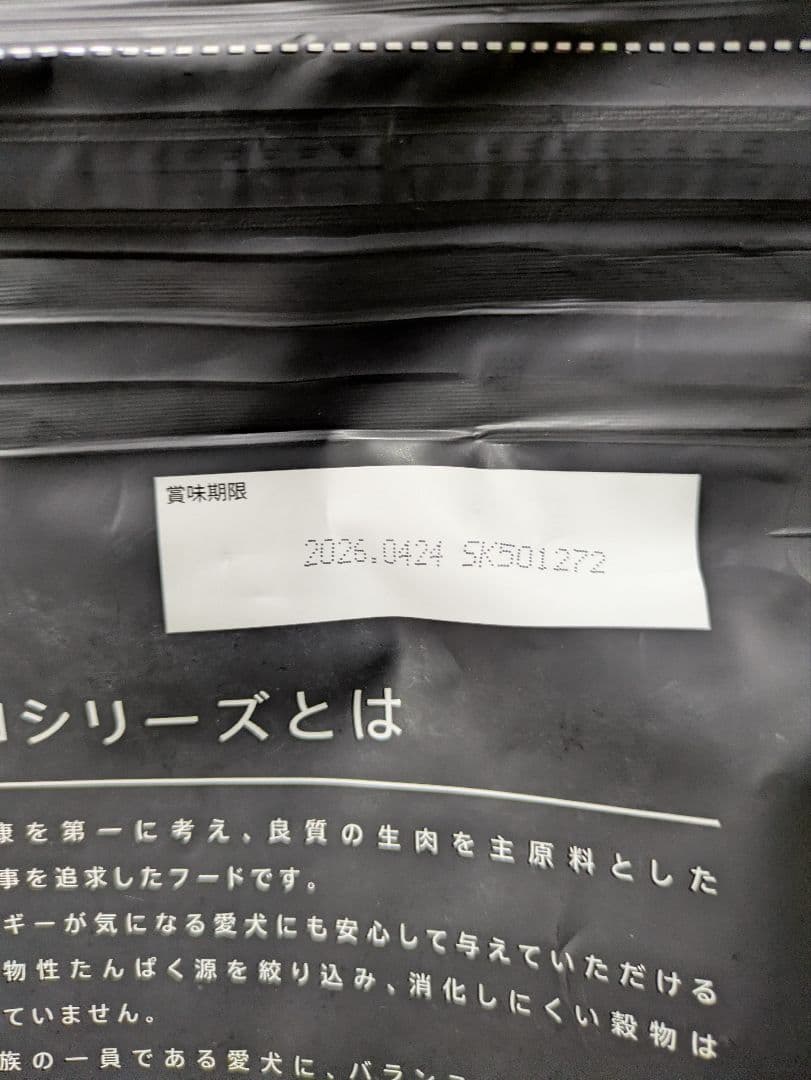 賞味期限
2026.0424 SK501272
シリーズとは
康を第一に考え、良質の生肉を主原料とした
事を追求したフードです。
ギーが気になる愛犬にも安心して与えていただける
物性たんぱく源を絞り込み、消化しにくい穀物は
ていません。
族の一員である愛犬に、バラン